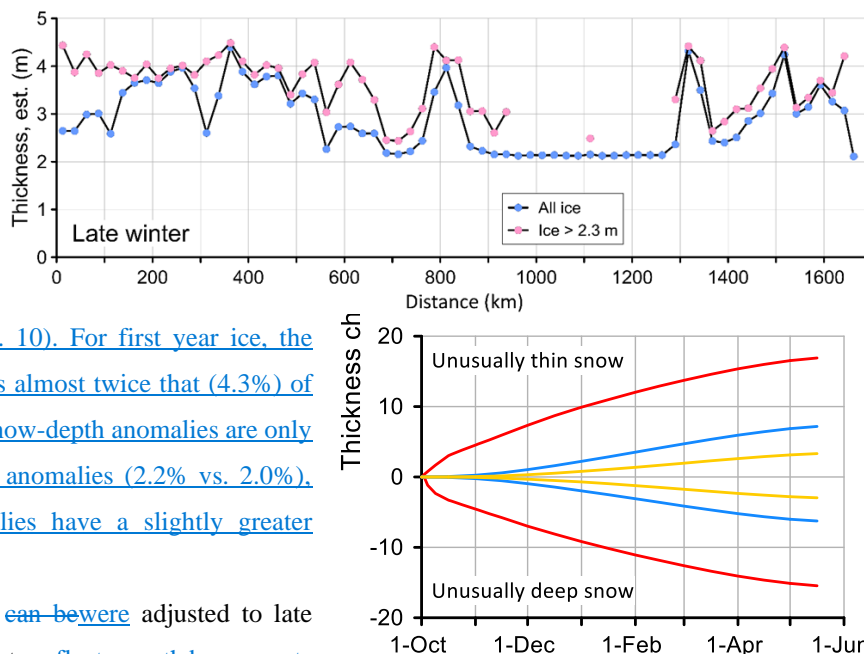 5
4
3
2
1
0
Thickness, est. (m)
Late winter
All ice
Ice > 2.3 m
0 200 400 600 800 1000 1200 1400 1600
Distance (km)
. 10). For first year ice, the
s almost twice that (4.3%) of
now-depth anomalies are only
anomalies (2.2% vs. 2.0%),
lies have a slightly greater
can bewere adjusted to late
Thickness ch
20
10
0
-10
-20
Unusually thin snow
Unusually deep snow
1-Oct 1-Dec 1-Feb 1-Apr 1-Jun